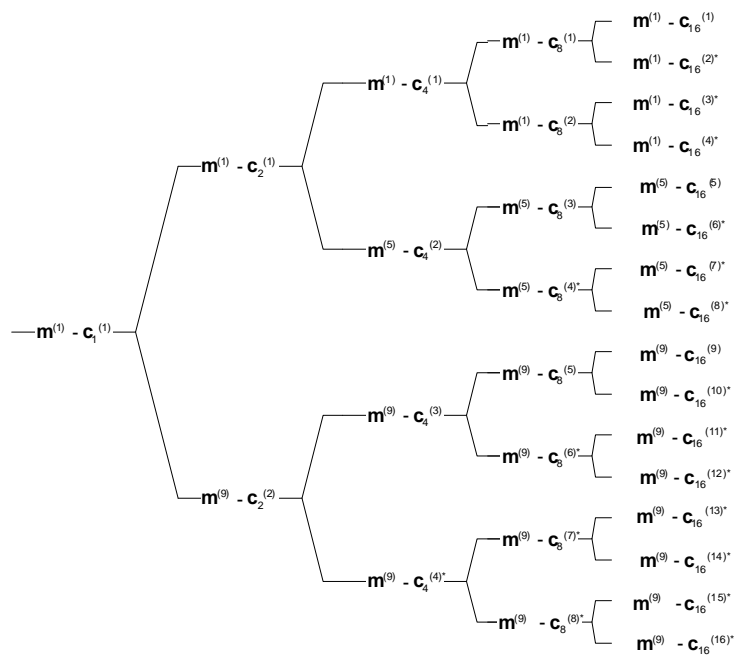 m(1) - c16(1)
m(1) - c8(1)
m(1) - c16(2)*
m(1) - c4(1)
m(1) - c16(3)*
m(1) - c8(2)
m(1) - c16(4)*
m(1) - c2(1)
m(5) - c16(5)
m(5) - c8(3)
m(5) - c16(6)*
m(5) - c4(2)
m(5) - c16(7)*
m(5) - c8(4)*
m(5) - c16(8)*
m(1) - c1(1)
m(9) - c16(9)
m(9) - c8(5)
m(9) - c16(10)*
m(9) - c4(3)
m(9) - c16(11)*
m(9) - c8(6)*
m(9) - c16(12)*
m(9) - c2(2)
m(9) - c16(13)*
m(9) - c8(7)*
m(9) - c16(14)*
m(9) - c4(4)*
m(9) - c16(15)*
m(9) - c8(8)*
m(9) - c16(16)*